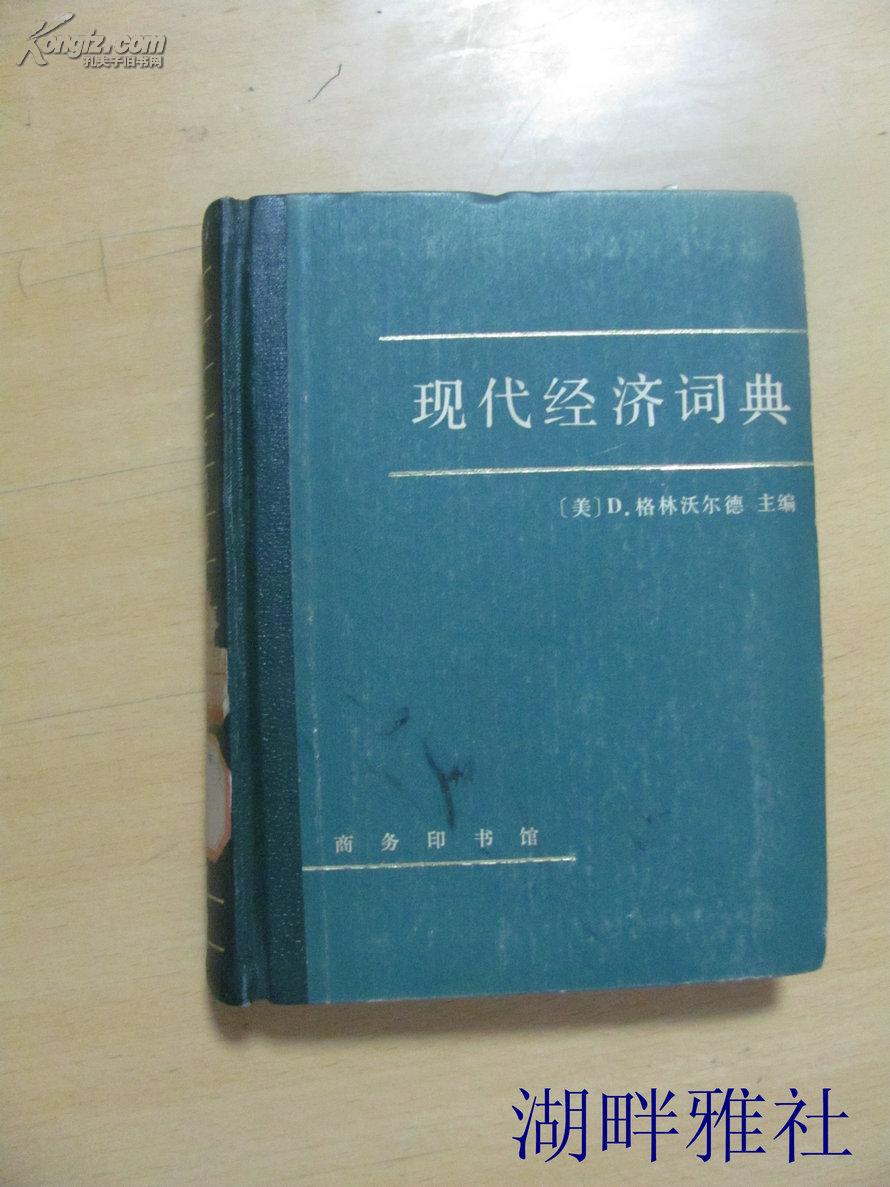 Kongfz.com
孔夫子旧书网
现代经济词典
〔美〕D.格林沃尔德 主编
商务印书馆
湖畔雅社